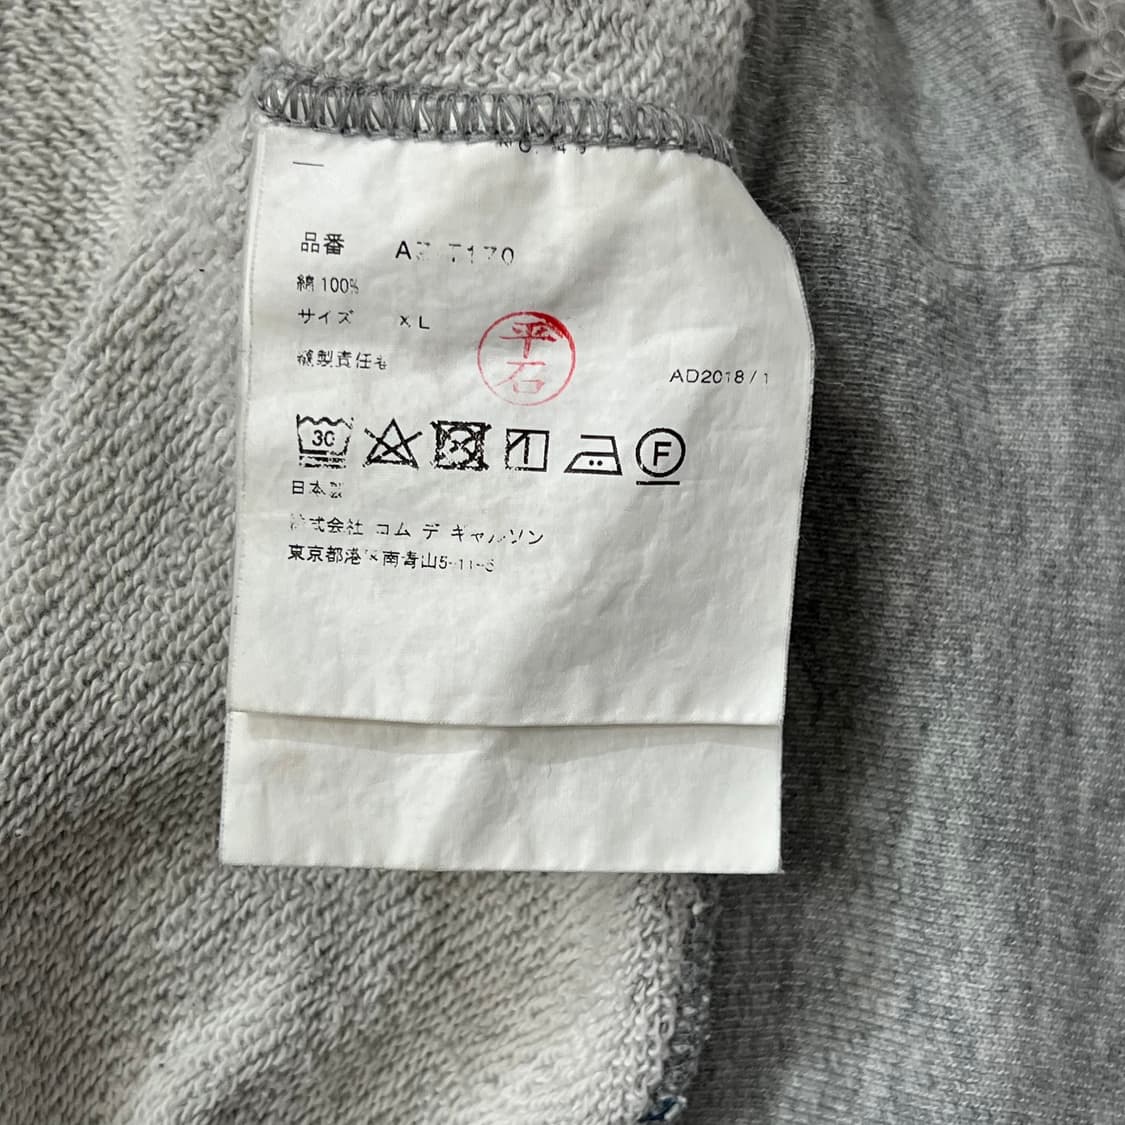 品番
綿 100%
サイズ XL
縫製責任者
平石
AD2018/1
30
F
日本製
株式会社 コム デ ギャルソン
東京都港区南青山5-11-5